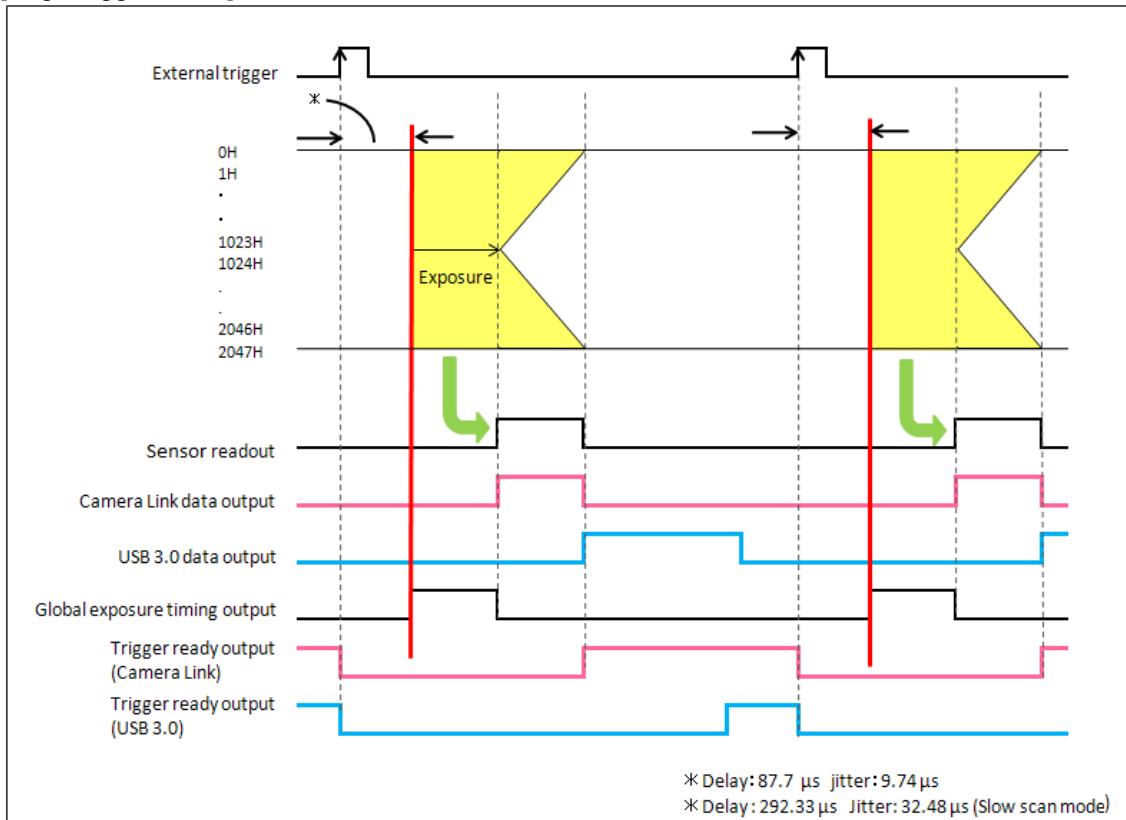 External trigger
*
0H
1H
.
.
1023H
1024H
.
.
2046H
2047H
Exposure
Sensor readout
Camera Link data output
USB 3.0 data output
Global exposure timing output
Trigger ready output
(Camera Link)
Trigger ready output
(USB 3.0)
* Delay: 87.7 μs jitter: 9.74 μs
* Delay : 292.33 μs Jitter: 32.48 μs (Slow scan mode)